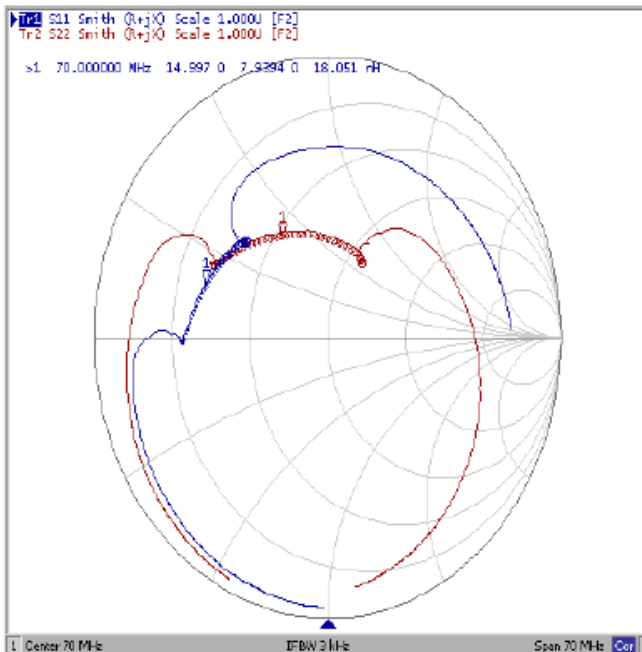 Tr1 S11 Smith (R+jX) Scale 1.000U [F2]
Tr2 S22 Smith (R+jX) Scale 1.000U [F2]
>1 70.000000 MHz 14.997 Ω 7.9394 Ω 18.051 nH
1
1
1 Center 70 MHz IFBW 3 kHz Span 70 MHz Cor